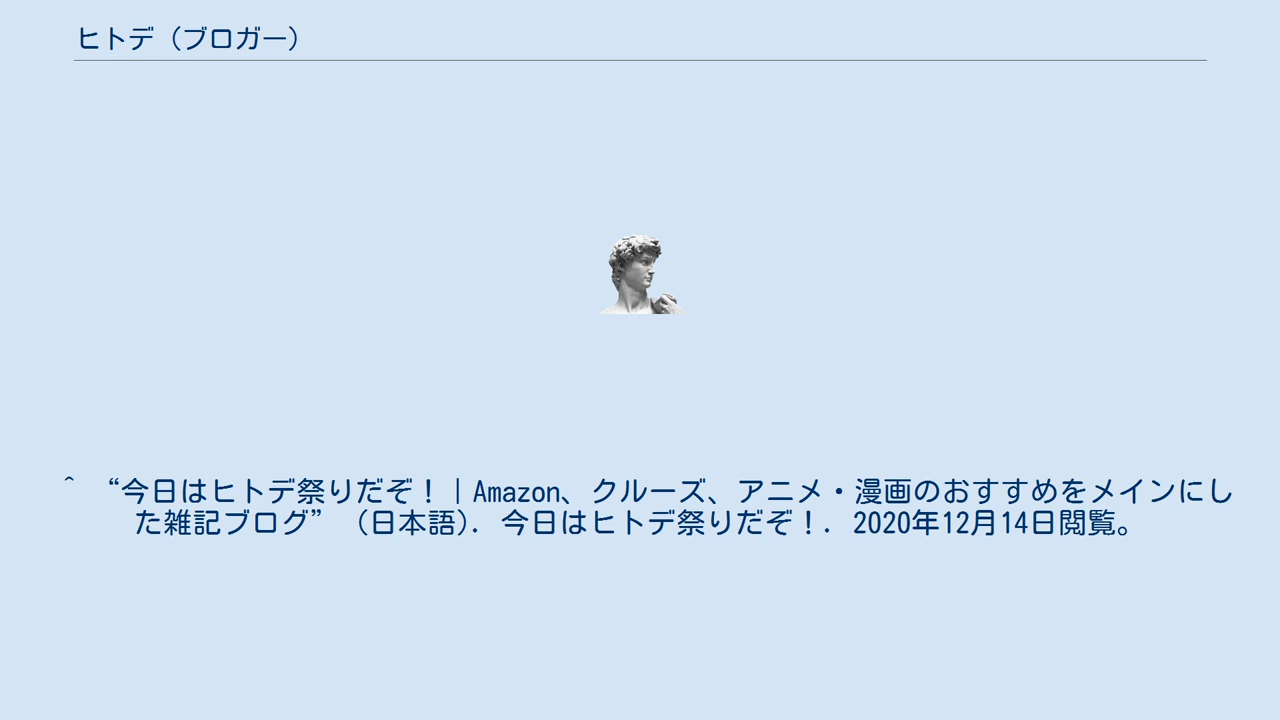 ヒトデ（ブロガー）
^ “今日はヒトデ祭りだぞ！｜Amazon、クルーズ、アニメ・漫画のおすすめをメインにし
た雑記ブログ” （日本語）. 今日はヒトデ祭りだぞ！. 2020年12月14日閲覧。